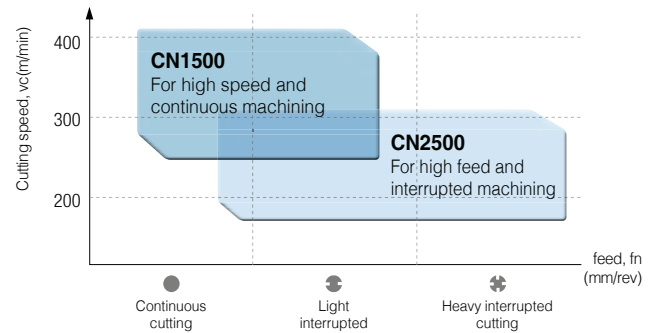 Cutting speed, vc(m/min)
400
300
200
CN1500
For high speed and
continuous machining
CN2500
For high feed and
interrupted machining
feed, fn
(mm/rev)
Continuous
cutting
Light
interrupted
Heavy interrupted
cutting